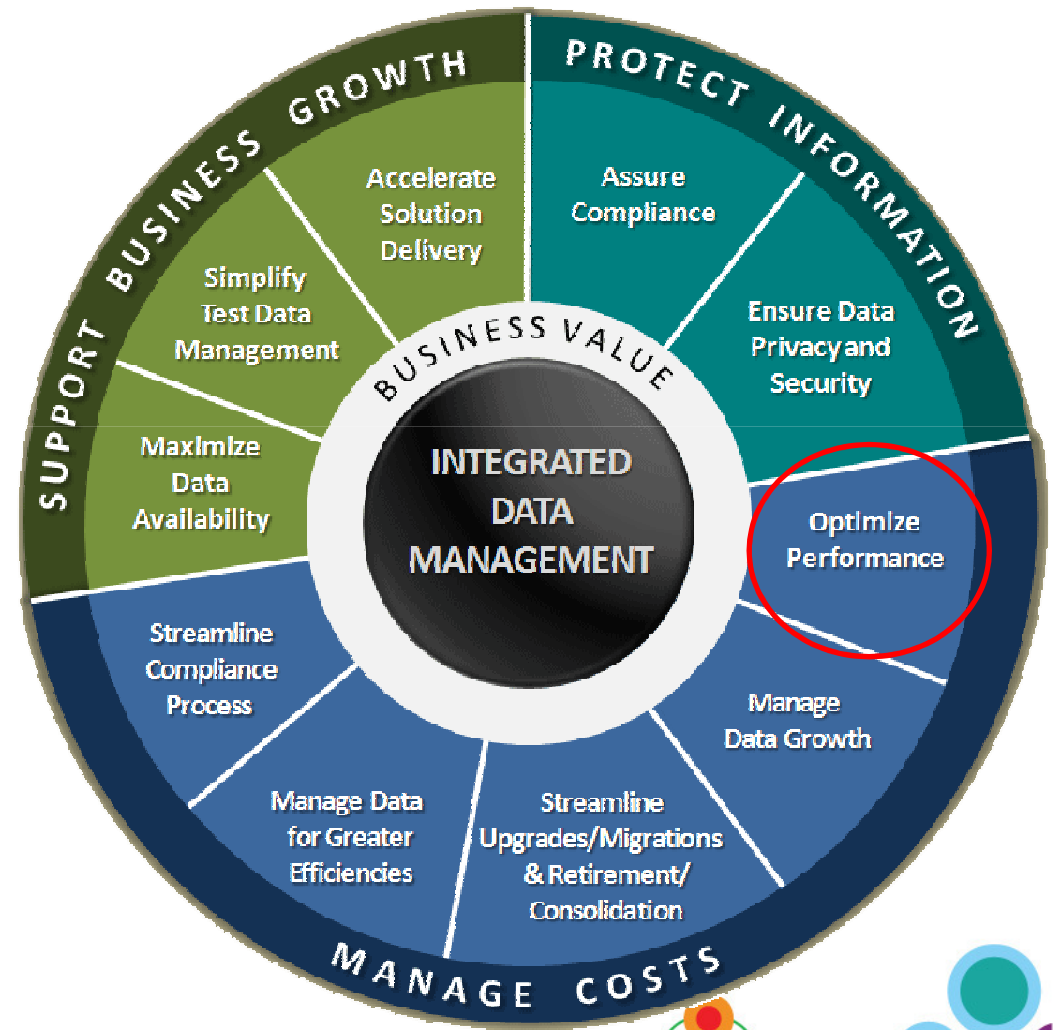 SUPPORT BUSINESS GROWTH
PROTECT INFORMATION
Accelerate
Solution
Delivery
Assure
Compliance
Simplify
Test Data
Management
Ensure Data
Privacy and
Security
BUSINESS VALUE
INTEGRATED
DATA
MANAGEMENT
Maximize
Data
Availability
Optimize
Performance
Streamline
Compliance
Process
Manage
Data Growth
Manage Data
for Greater
Efficiencies
Streamline
Upgrades/Migrations
& Retirement/
Consolidation
MANAGE COSTS